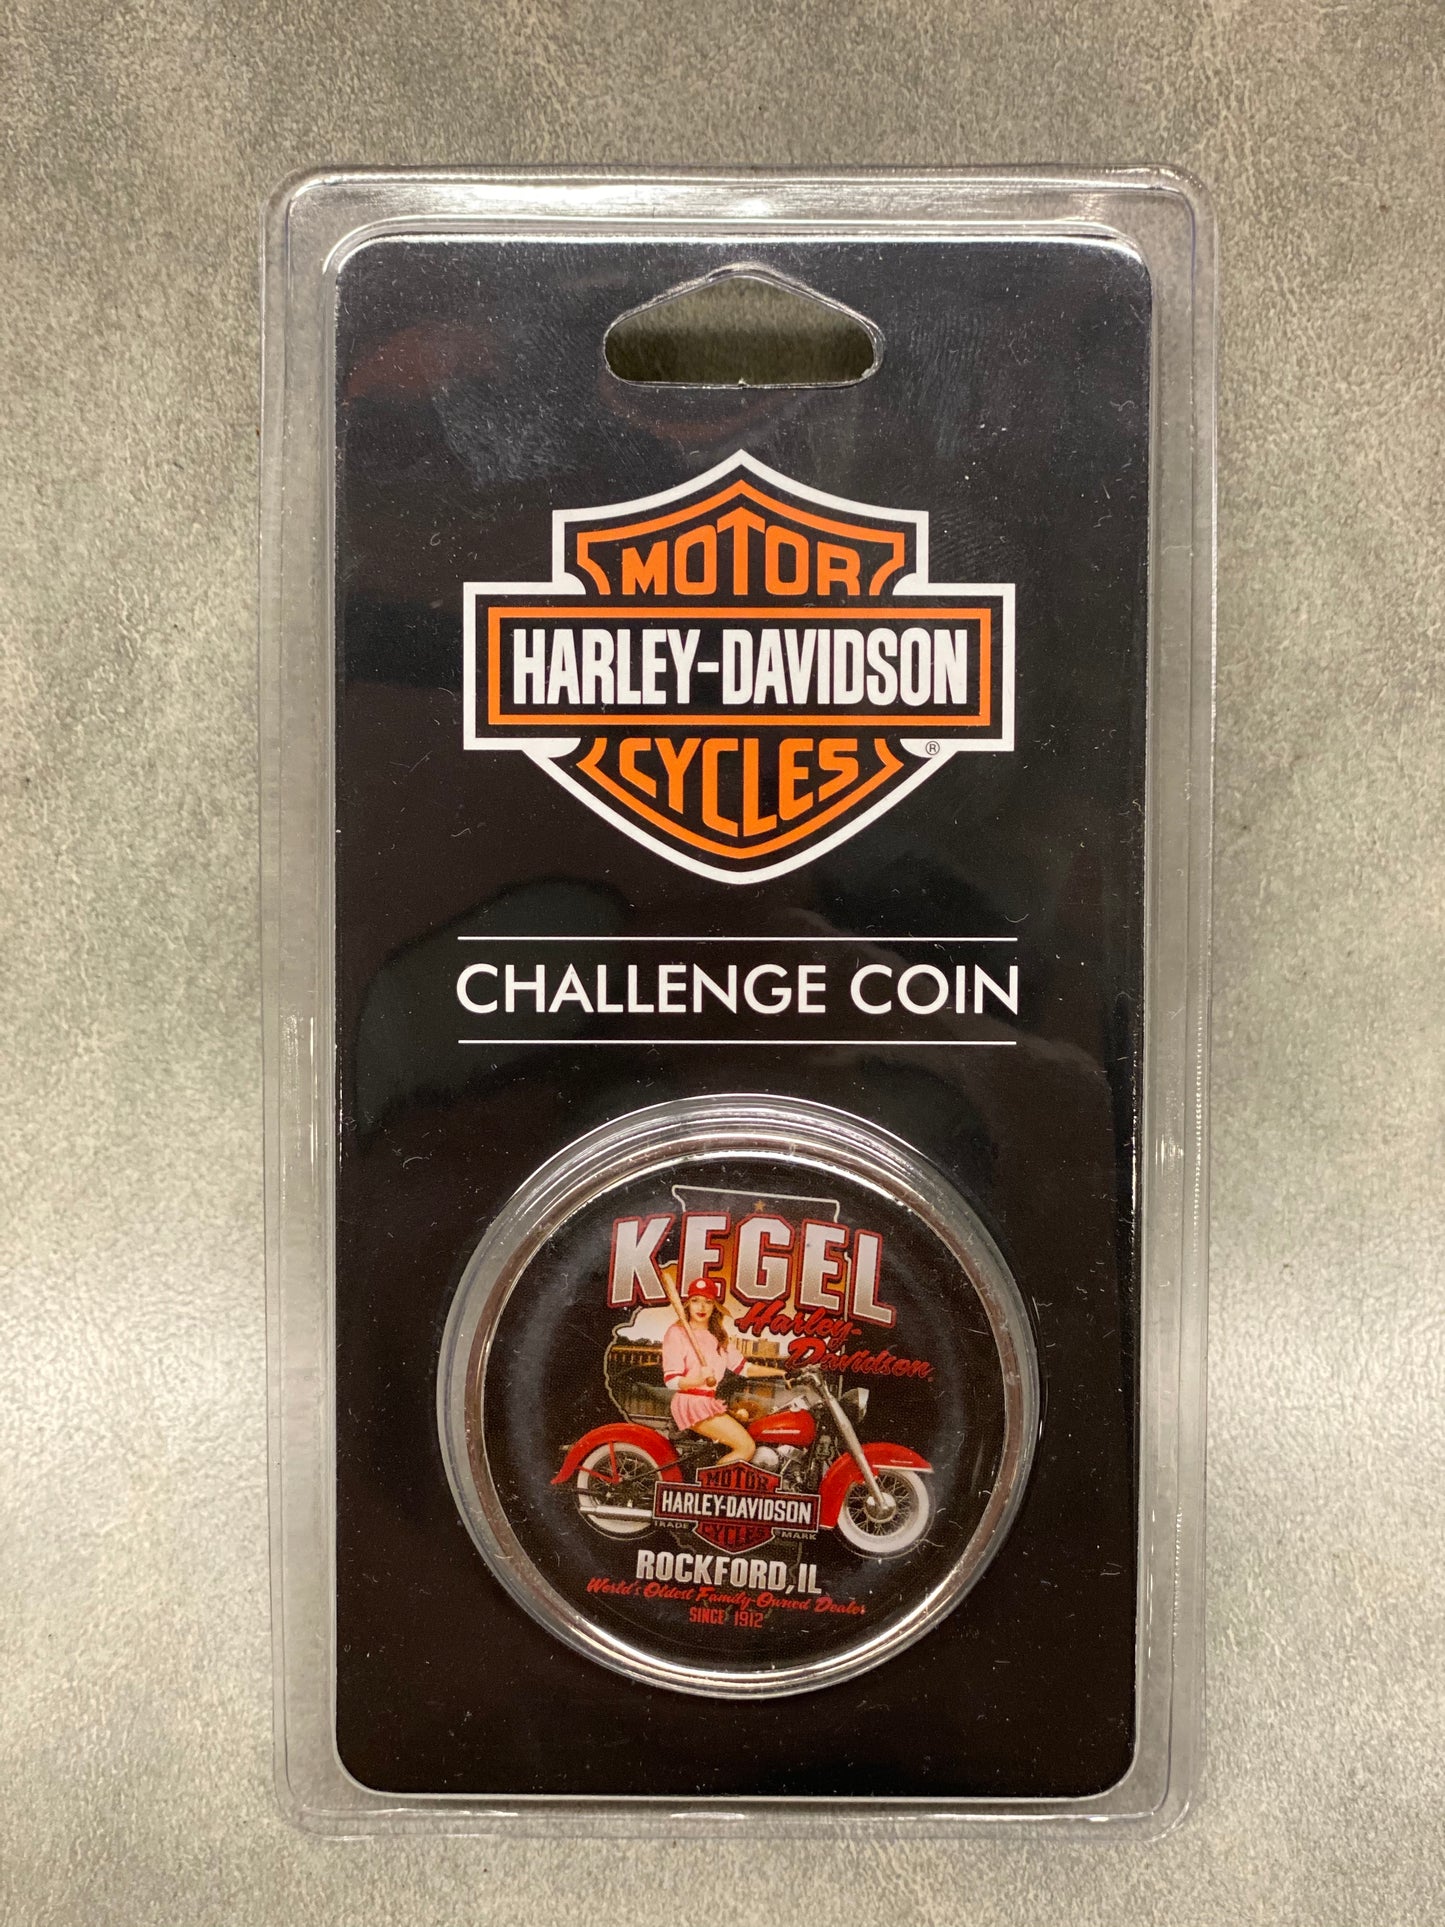 MOTOR
HARLEY-DAVIDSON
CYCLES
®
CHALLENGE COIN
KEGEL
Harley-
Davidson
MOTOR
HARLEY-DAVIDSON
TRADE MARK
CYCLES
ROCKFORD, IL
World's Oldest Family-Owned Dealer
SINCE 1912